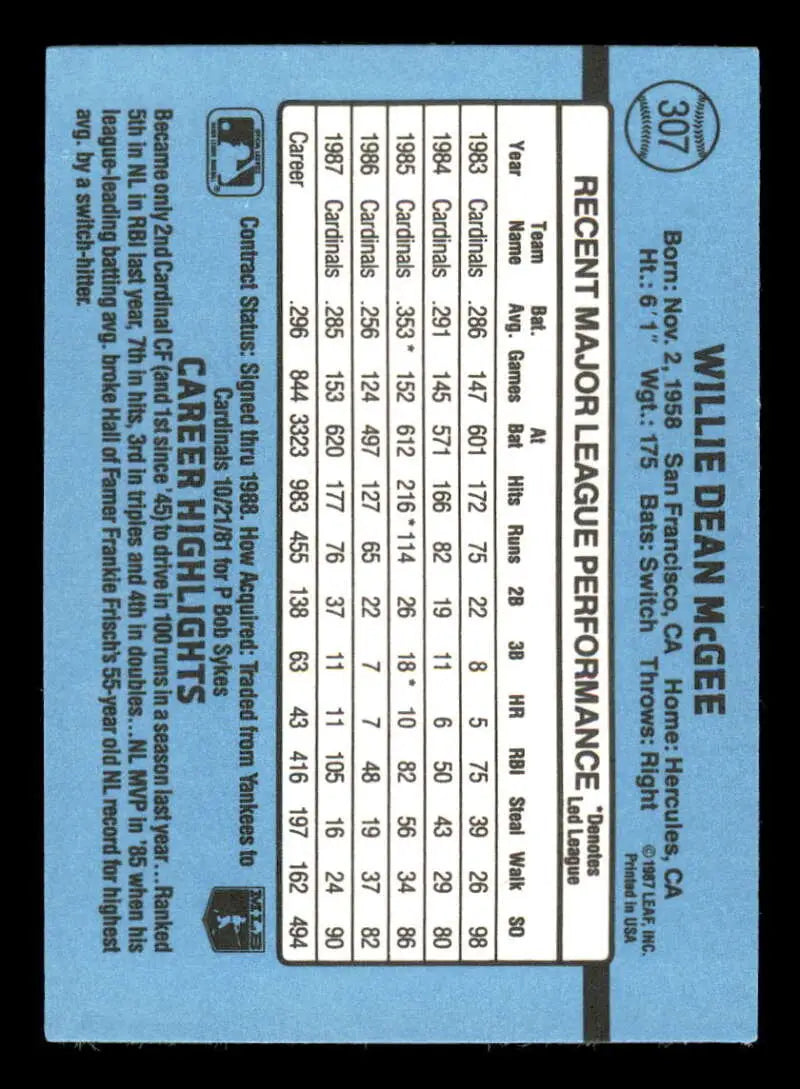 307
WILLIE DEAN McGEE
Born: Nov. 2, 1958 San Francisco, CA Home: Hercules, CA
Ht.: 6'1" Wgt.: 175 Bats: Switch Throws: Right
©1987 LEAF, INC.
Printed in USA
RECENT MAJOR LEAGUE PERFORMANCE *Denotes Led League
Year Team Name Bat. Avg. Games At Bat Hits Runs 2B 3B HR RBI Steal Walk SO
1983 Cardinals .286 147 601 172 75 22 8 5 75 39 26 98
1984 Cardinals .291 145 571 166 82 19 11 6 50 43 29 80
1985 Cardinals .353* 152 612 216* 114 26 18* 10 82 56 34 86
1986 Cardinals .256 124 497 127 65 22 7 7 48 19 37 82
1987 Cardinals .285 153 620 177 76 37 11 11 105 16 24 90
Career .296 844 3323 983 455 138 63 43 416 197 162 494
Contract Status: Signed thru 1988. How Acquired: Traded from Yankees to
Cardinals 10/21/81 for P Bob Sykes
MLB
CAREER HIGHLIGHTS
Became only 2nd Cardinal CF (and 1st since '45) to drive in 100 runs in a season last year...Ranked
5th in NL in RBI last year, 7th in hits, 3rd in triples and 4th in doubles...NL MVP in '85 when his
league-leading batting avg. broke Hall of Famer Frankie Frisch's 55-year old NL record for highest
avg. by a switch-hitter.